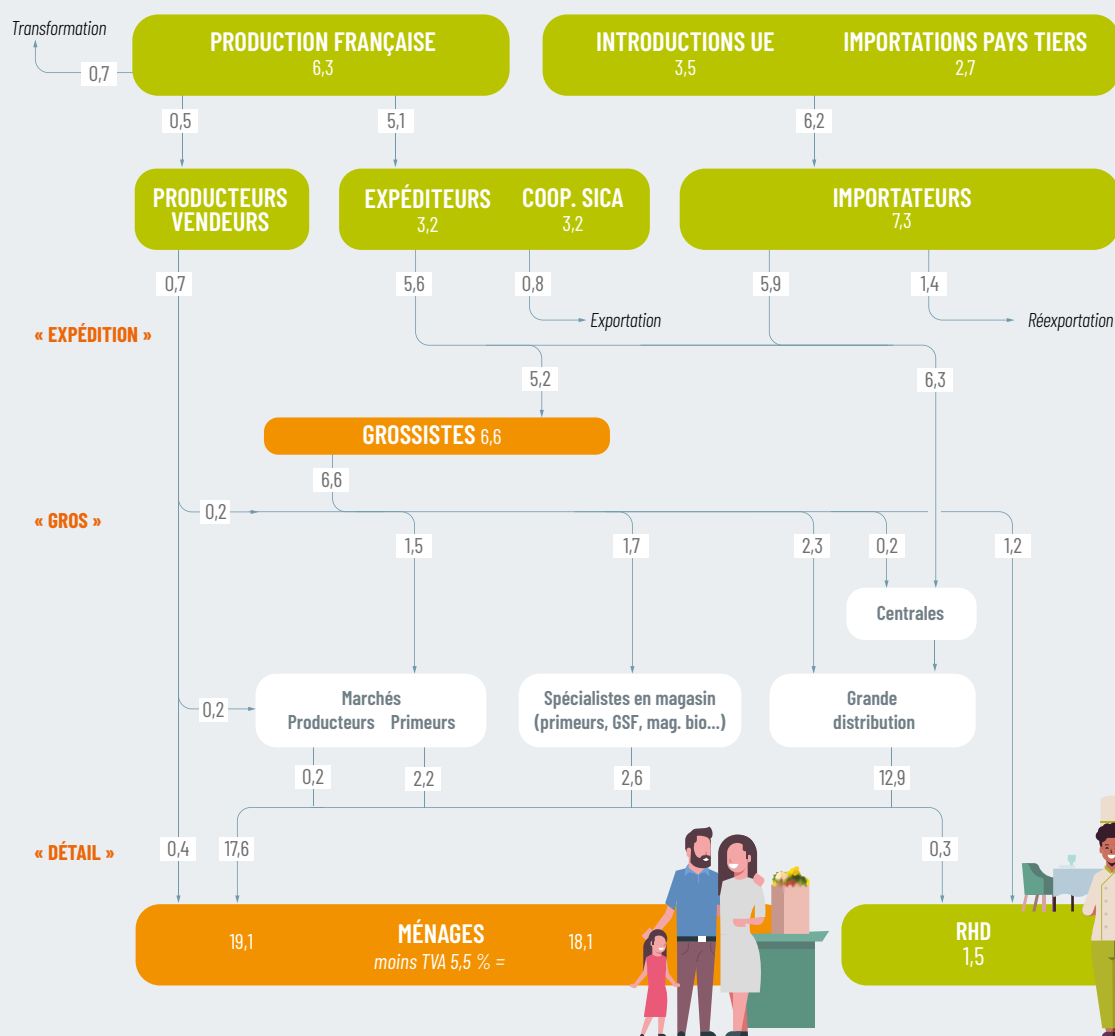 Transformation
PRODUCTION FRANÇAISE
6,3
INTRODUCTIONS UE
3,5
IMPORTATIONS PAYS TIERS
2,7
0,7
0,5
5,1
6,2
PRODUCTEURS
VENDEURS
EXPÉDITEURS
3,2
COOP. SICA
3,2
IMPORTATEURS
7,3
0,7
5,6
0,8
5,9
1,4
Exportation
Réexportation
« EXPÉDITION »
5,2
6,3
GROSSISTES 6,6
6,6
« GROS »
0,2
1,5
1,7
2,3
0,2
1,2
Centrales
0,2
Marchés
Producteurs Primeurs
Spécialistes en magasin
(primeurs, GSF, mag. bio...)
Grande
distribution
0,2
2,2
2,6
12,9
« DÉTAIL »
0,4
17,6
0,3
19,1
MÉNAGES
moins TVA 5,5 % =
18,1
RHD
1,5